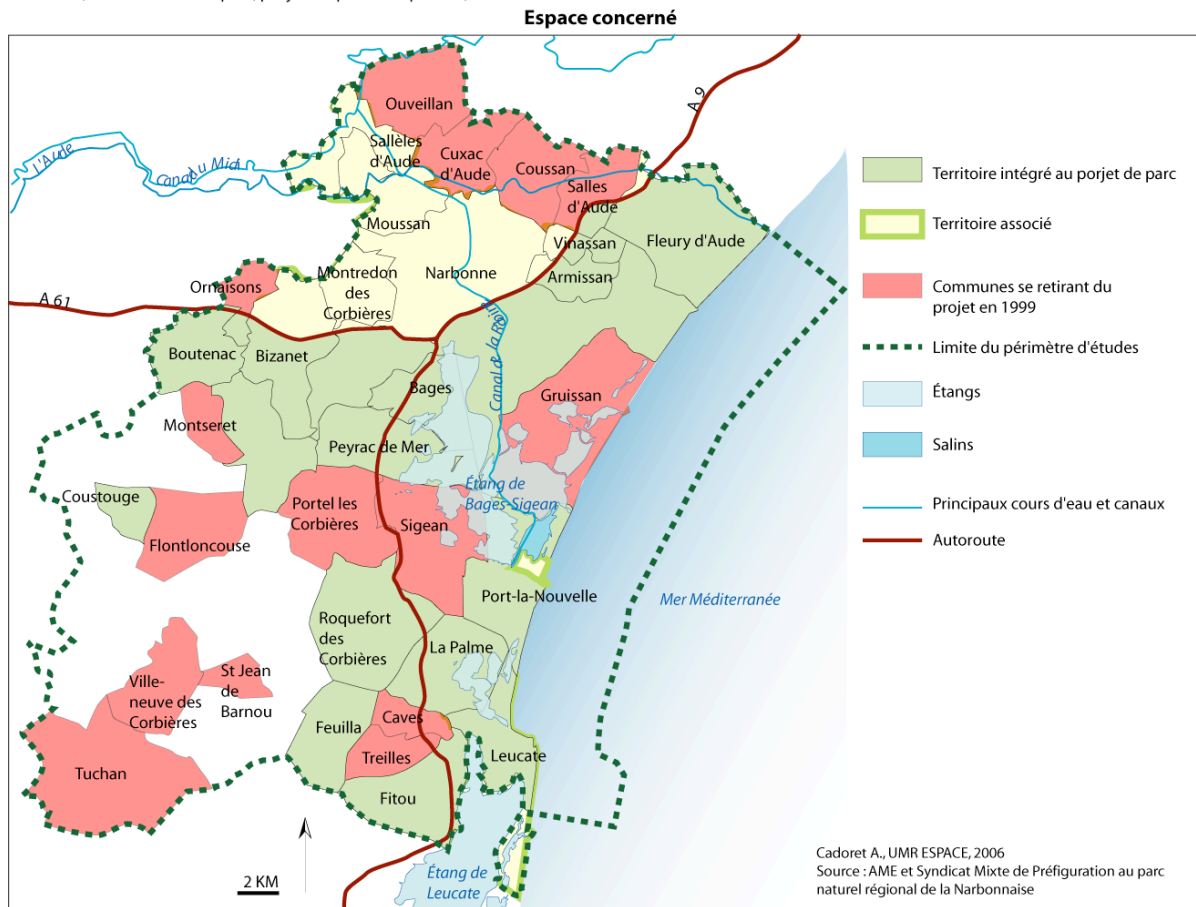 Espace concerné
Ouveillan
A 9
Sallèles
d'Aude
Cuxac
d'Aude
Coussan
Salles
d'Aude
L'Aude
Canal du Midi
Moussan
Vinassan
Fleury d'Aude
Armissan
Narbonne
Montredon
des
Corbières
Ornaisons
A 61
Boutenac
Bizanet
Bages
Canal de la Robine
Gruissan
Montseret
Peyrac de Mer
Étang de
Bages-Sigean
Coustouge
Portel les
Corbières
Sigean
Flontloncouse
Port-la-Nouvelle
Mer Méditerranée
Roquefort
des
Corbières
La Palme
Ville-
neuve des
Corbières
St Jean
de
Barnou
Feuilla
Caves
Treilles
Leucate
Tuchan
Fitou
2 KM
Étang de
Leucate
Territoire intégré au porjet de parc
Territoire associé
Communes se retirant du
projet en 1999
Limite du périmètre d'études
Étangs
Salins
Principaux cours d'eau et canaux
Autoroute
Cadoret A., UMR ESPACE, 2006
Source : AME et Syndicat Mixte de Préfiguration au parc
naturel régional de la Narbonnaise